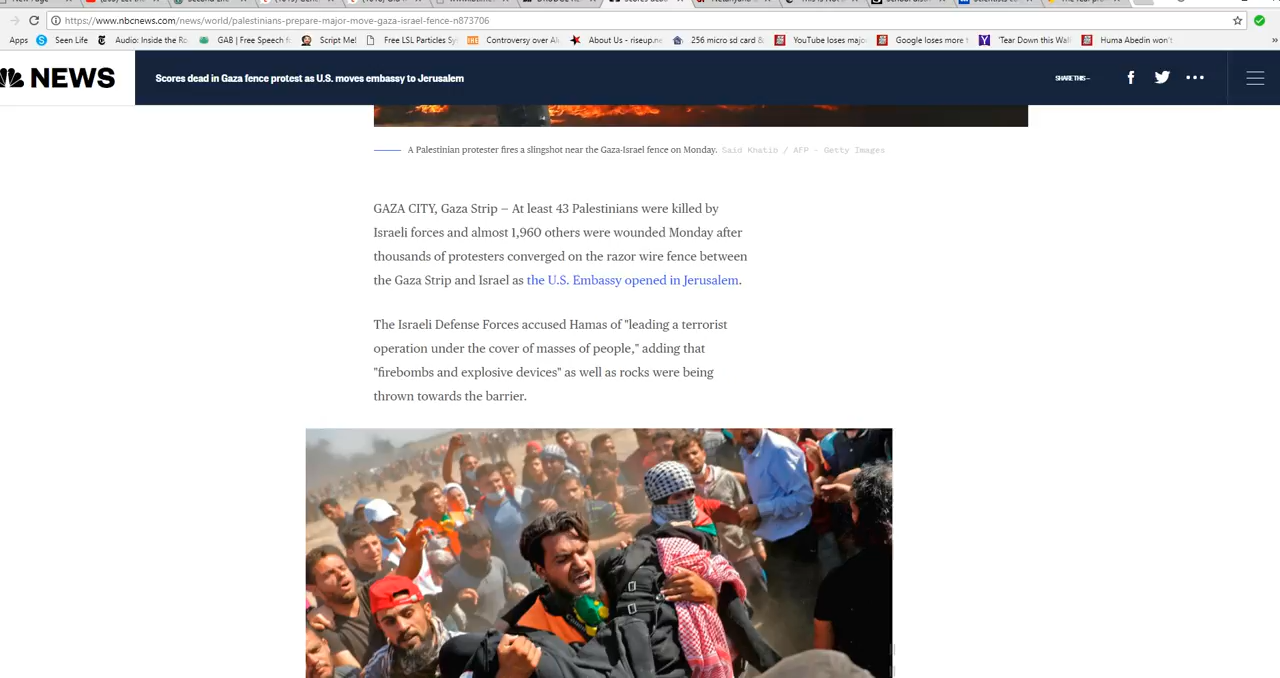 https://www.nbcnews.com/news/world/palestinians-prepare-major-move-gaza-israel-fence-n873706
Apps Seen Life Audio: Inside the Ro GAB | Free Speech f Script Me! Free LSL Particles Sy Controversy over Al About Us - riseup.ne 256 micro sd card & YouTube loses majo Google loses more t 'Tear Down this Wall Huma Abedin won't »
NEWS Scores dead in Gaza fence protest as U.S. moves embassy to Jerusalem SHARE THIS —
A Palestinian protester fires a slingshot near the Gaza-Israel fence on Monday. Said Khatib / AFP - Getty Images
GAZA CITY, Gaza Strip — At least 43 Palestinians were killed by
Israeli forces and almost 1,960 others were wounded Monday after
thousands of protesters converged on the razor wire fence between
the Gaza Strip and Israel as the U.S. Embassy opened in Jerusalem.
The Israeli Defense Forces accused Hamas of "leading a terrorist
operation under the cover of masses of people," adding that
"firebombs and explosive devices" as well as rocks were being
thrown towards the barrier.